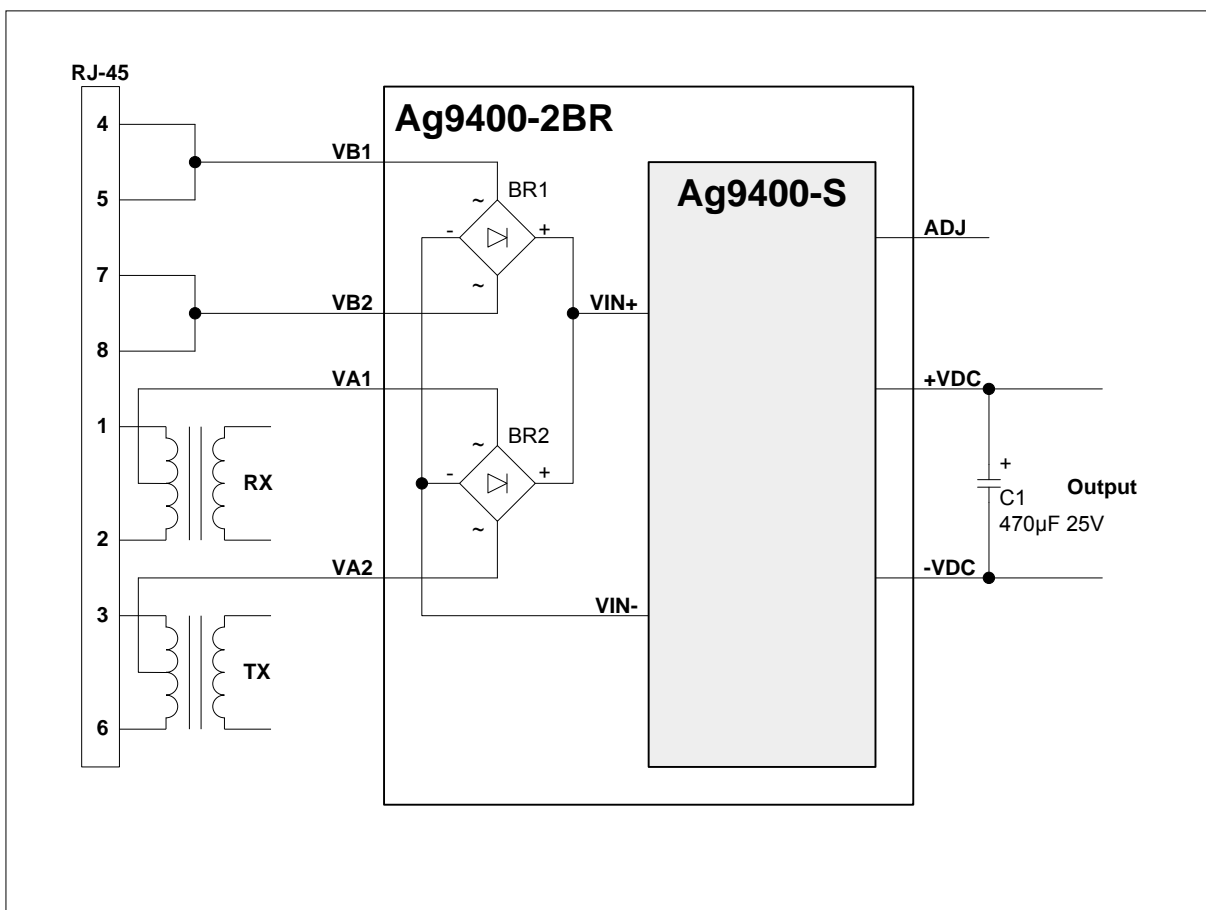 RJ-45
4
5
7
8
1
2
3
6
VB1
VB2
VA1
VA2
RX
TX
Ag9400-2BR
BR1
~
-
+
~
BR2
~
-
+
~
VIN+
VIN-
Ag9400-S
ADJ
+VDC
-VDC
+
C1
470µF 25V
Output